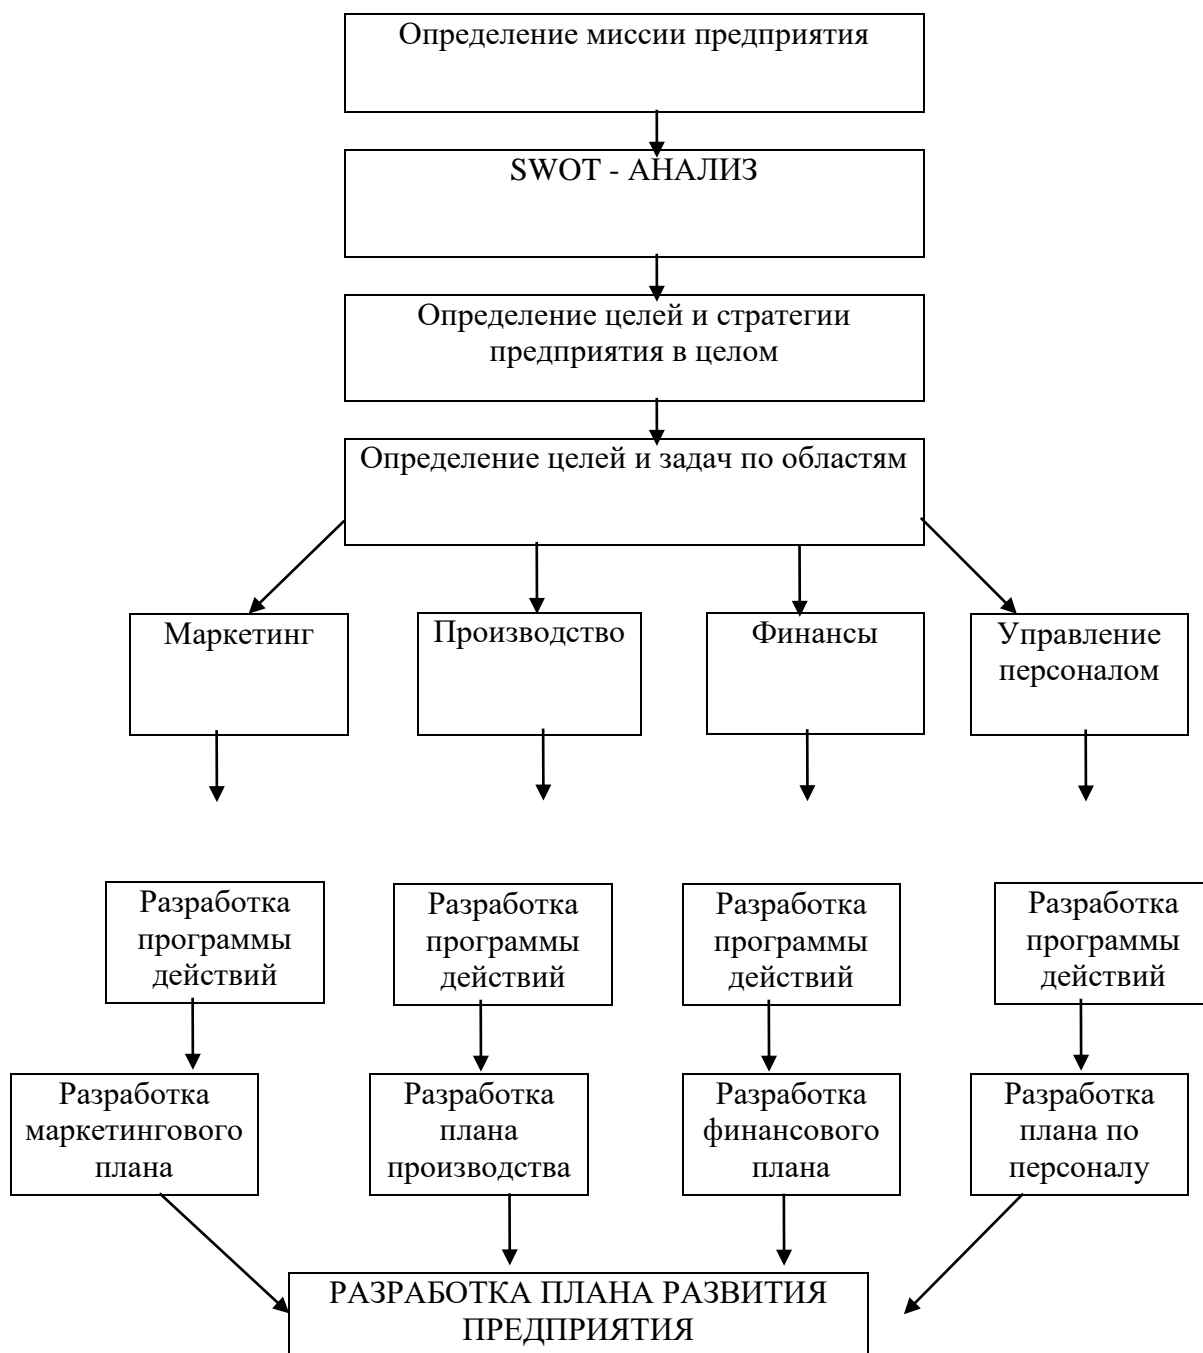 Определение миссии предприятия
SWOT - АНАЛИЗ
Определение целей и стратегии
предприятия в целом
Определение целей и задач по областям
Маркетинг
Производство
Финансы
Управление
персоналом
Разработка
программы
действий
Разработка
программы
действий
Разработка
программы
действий
Разработка
программы
действий
Разработка
маркетингового
плана
Разработка
плана
производства
Разработка
финансового
плана
Разработка
плана по
персоналу
РАЗРАБОТКА ПЛАНА РАЗВИТИЯ
ПРЕДПРИЯТИЯ